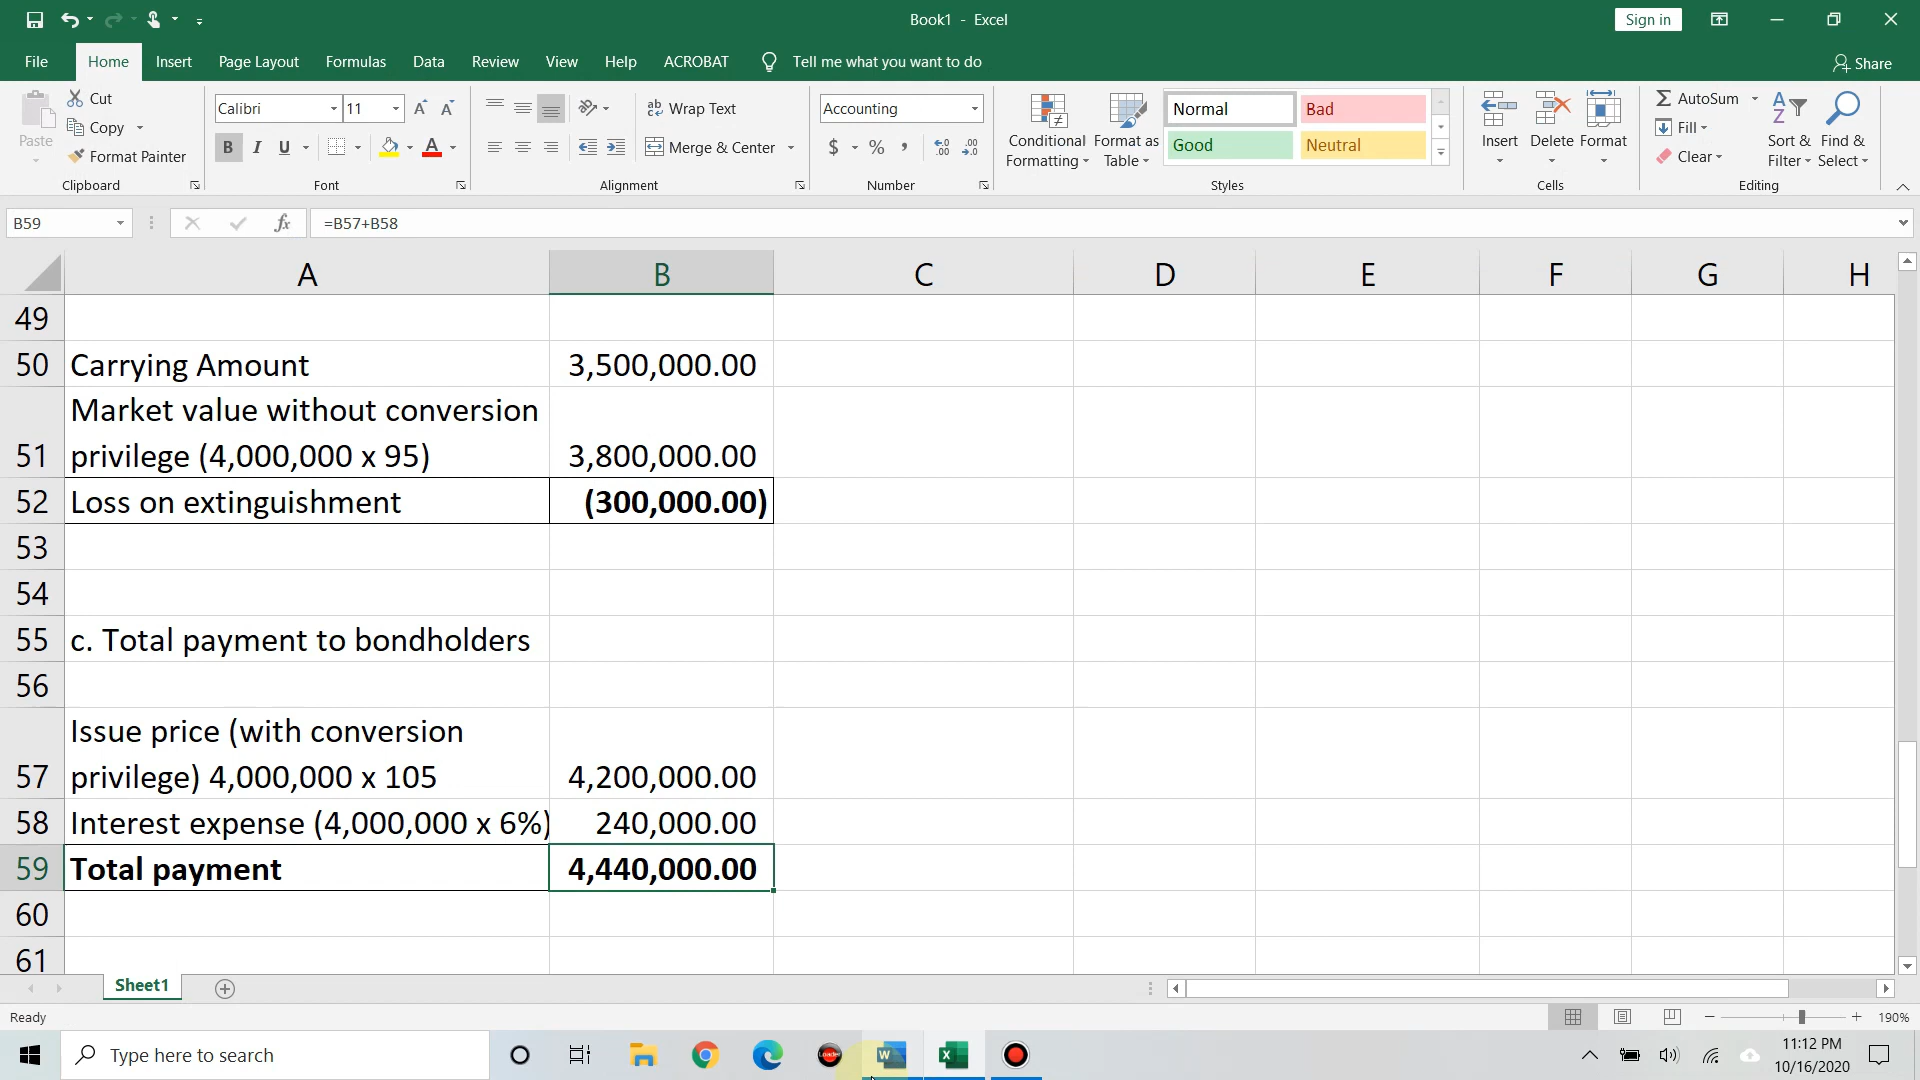 Book1 - Excel
Sign in
File Home Insert Page Layout Formulas Data Review View Help ACROBAT Tell me what you want to do Share
Paste
Cut
Copy
Format Painter
Clipboard
Calibri 11
B I U A
Font
Wrap Text
Merge & Center
Alignment
Accounting
$ % ,
Number
Conditional Formatting
Format as Table
Normal Bad
Good Neutral
Styles
Insert Delete Format
Cells
AutoSum
Fill
Clear
Sort & Filter
Find & Select
Editing
B59 fx =B57+B58
A B C D E F G H
49
50 Carrying Amount 3,500,000.00
Market value without conversion
51 privilege (4,000,000 x 95) 3,800,000.00
52 Loss on extinguishment (300,000.00)
53
54
55 c. Total payment to bondholders
56
Issue price (with conversion
57 privilege) 4,000,000 x 105 4,200,000.00
58 Interest expense (4,000,000 x 6%) 240,000.00
59 Total payment 4,440,000.00
60
61
Sheet1
Ready 190%
Type here to search
Loader
11:12 PM
10/16/2020